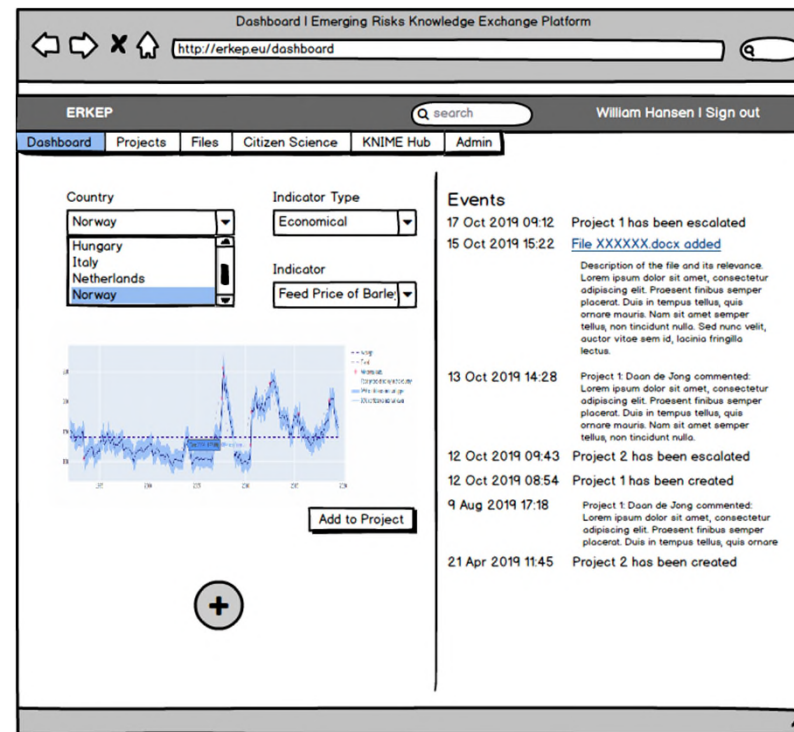 Dashboard | Emerging Risks Knowledge Exchange Platform
http://erkep.eu/dashboard
ERKEP
search
William Hansen | Sign out
Dashboard Projects Files Citizen Science KNIME Hub Admin
Country
Norway
Hungary
Italy
Netherlands
Norway
Indicator Type
Economical
Indicator
Feed Price of Barley
Add to Project
+
Events
17 Oct 2019 09:12 Project 1 has been escalated
15 Oct 2019 15:22 File XXXXXX.docx added
Description of the file and its relevance.
Lorem ipsum dolor sit amet, consectetur
adipiscing elit. Praesent finibus semper
placerat. Duis in tempus tellus, quis
ornare mauris. Nam sit amet semper
tellus, non tincidunt nulla. Sed nunc velit,
auctor vitae sem id, lacinia fringilla
lectus.
13 Oct 2019 14:28 Project 1: Daan de Jong commented:
Lorem ipsum dolor sit amet, consectetur
adipiscing elit. Praesent finibus semper
placerat. Duis in tempus tellus, quis
ornare mauris. Nam sit amet semper
tellus, non tincidunt nulla.
12 Oct 2019 09:43 Project 2 has been escalated
12 Oct 2019 08:54 Project 1 has been created
9 Aug 2019 17:18 Project 1: Daan de Jong commented:
Lorem ipsum dolor sit amet, consectetur
adipiscing elit. Praesent finibus semper
placerat. Duis in tempus tellus, quis ornare
21 Apr 2019 11:45 Project 2 has been created